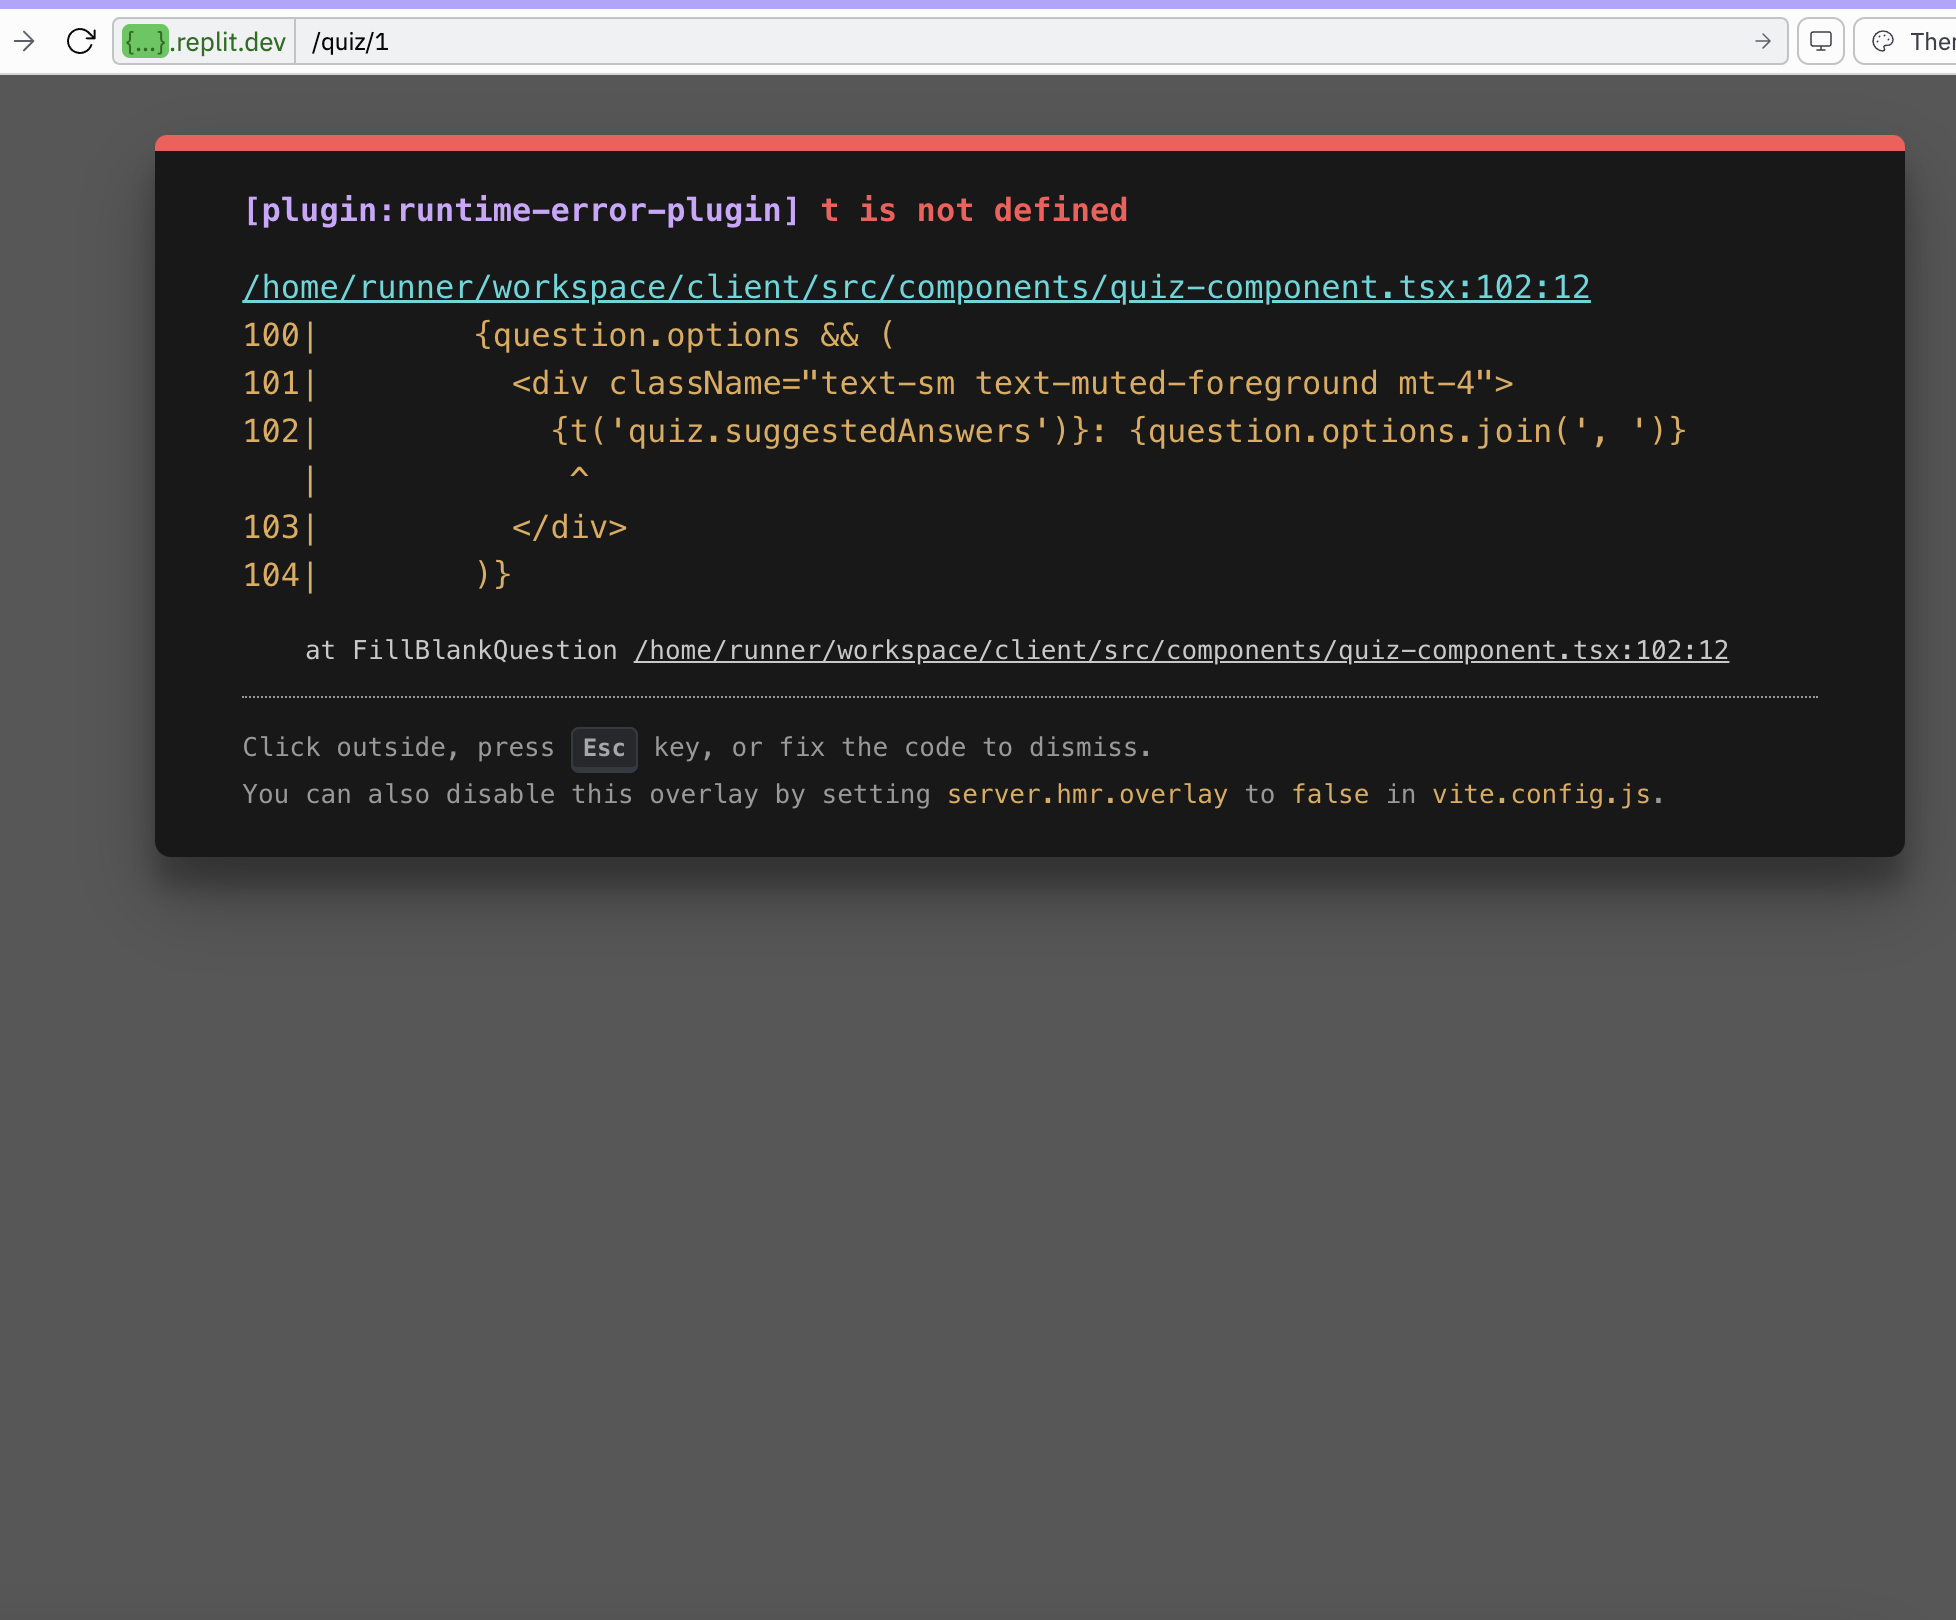 {...}.replit.dev /quiz/1
[plugin:runtime-error-plugin] t is not defined
/home/runner/workspace/client/src/components/quiz-component.tsx:102:12
100|        {question.options && (
101|          <div className="text-sm text-muted-foreground mt-4">
102|            {t('quiz.suggestedAnswers')}: {question.options.join(', ')}
   |             ^
103|          </div>
104|        )}
at FillBlankQuestion /home/runner/workspace/client/src/components/quiz-component.tsx:102:12
Click outside, press Esc key, or fix the code to dismiss.
You can also disable this overlay by setting server.hmr.overlay to false in vite.config.js.